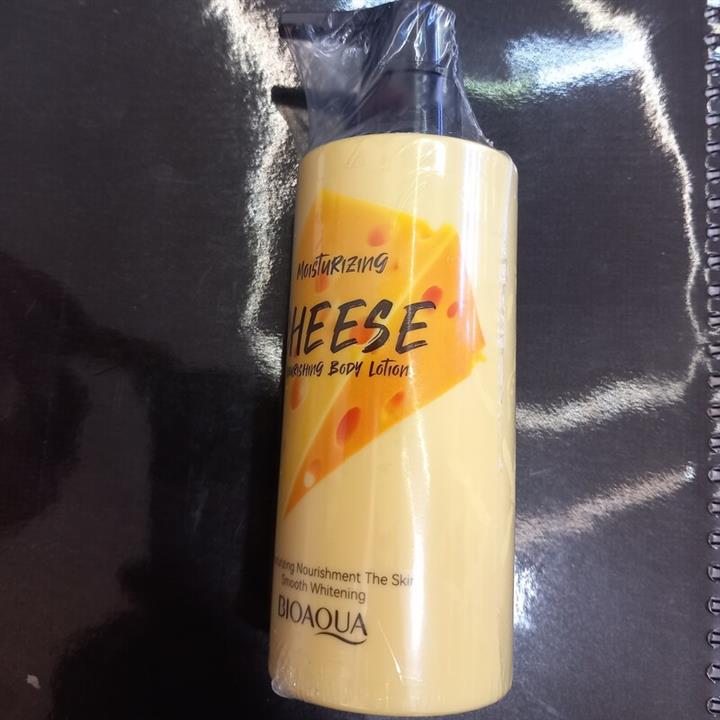 MOISTURIZING
HEESE
URISHING BODY LOTION
Nourishment The Skin
Smooth Whitening
BIOAQUA